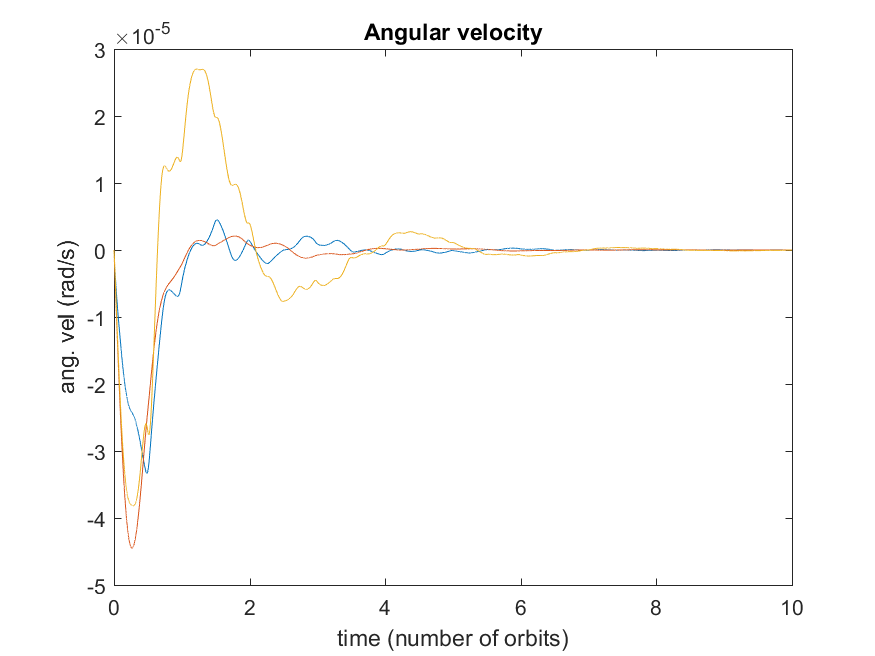 Angular velocity
×10⁻⁵
3
2
1
0
-1
-2
-3
-4
-5
ang. vel (rad/s)
0 2 4 6 8 10
time (number of orbits)